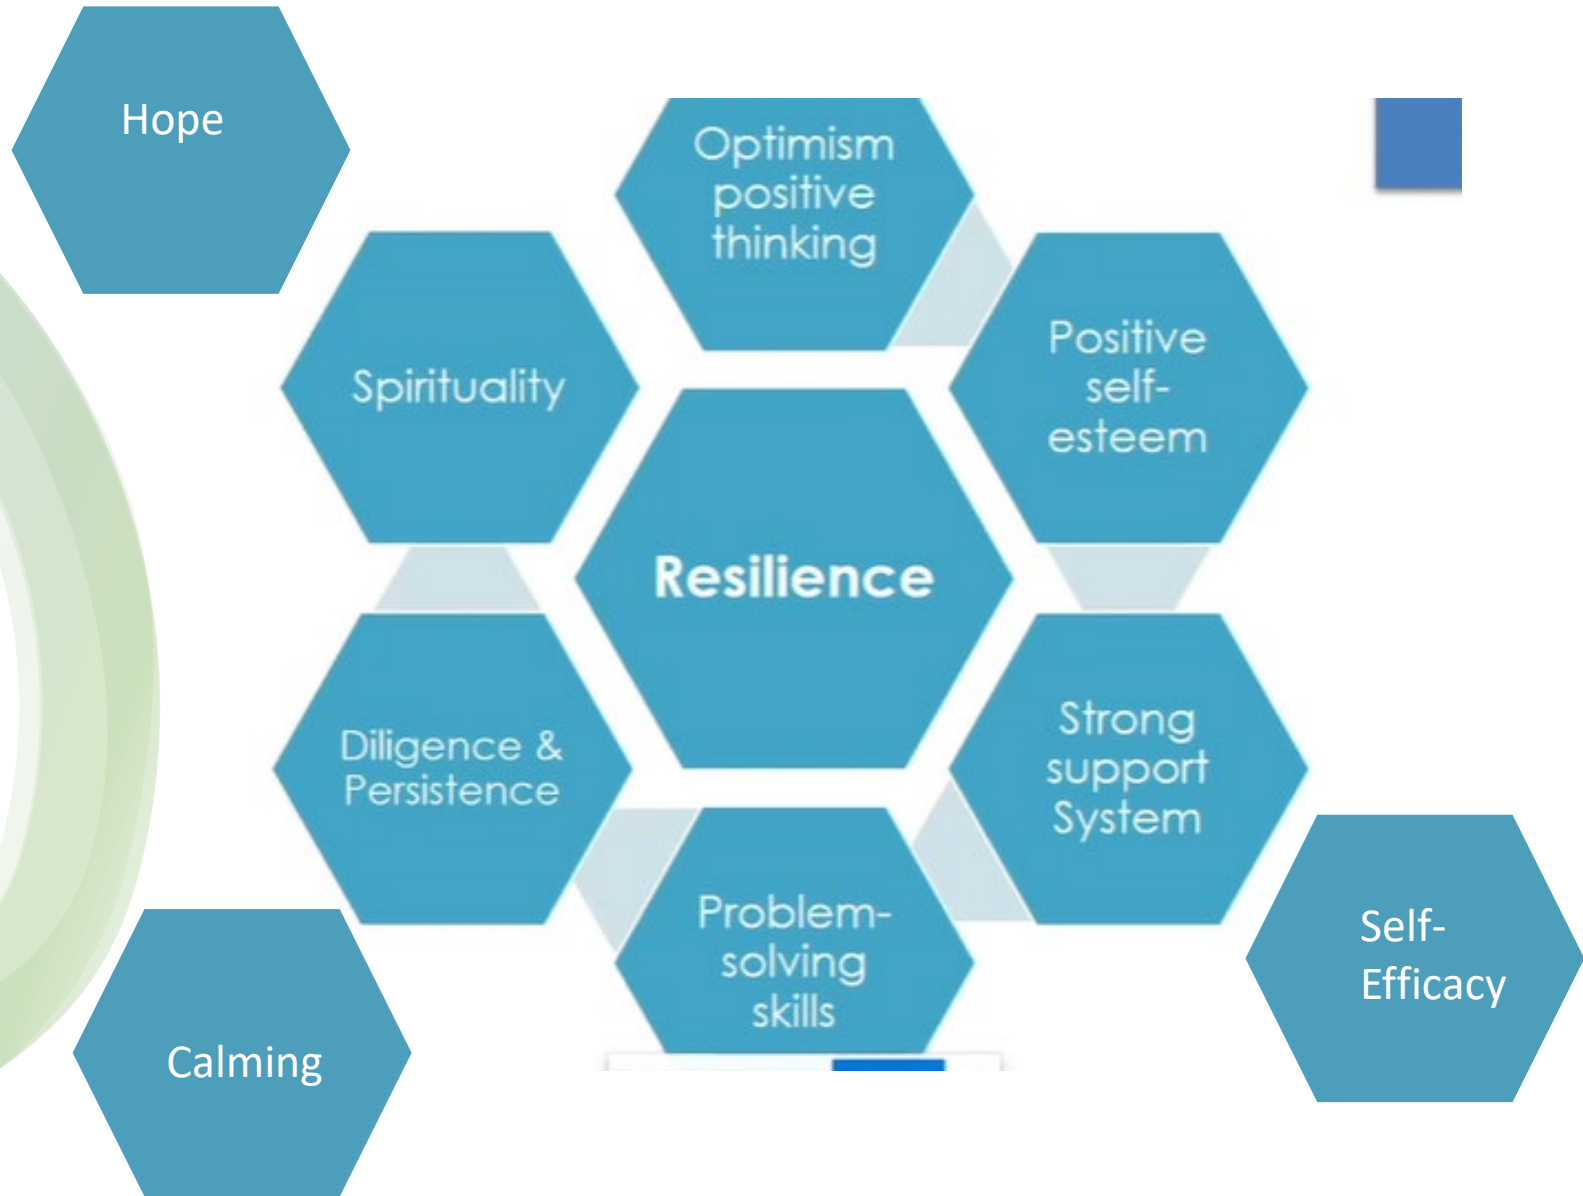 Hope
Optimism
positive
thinking
Spirituality
Positive
self-
esteem
Resilience
Diligence &
Persistence
Strong
support
System
Problem-
solving
skills
Self-
Efficacy
Calming